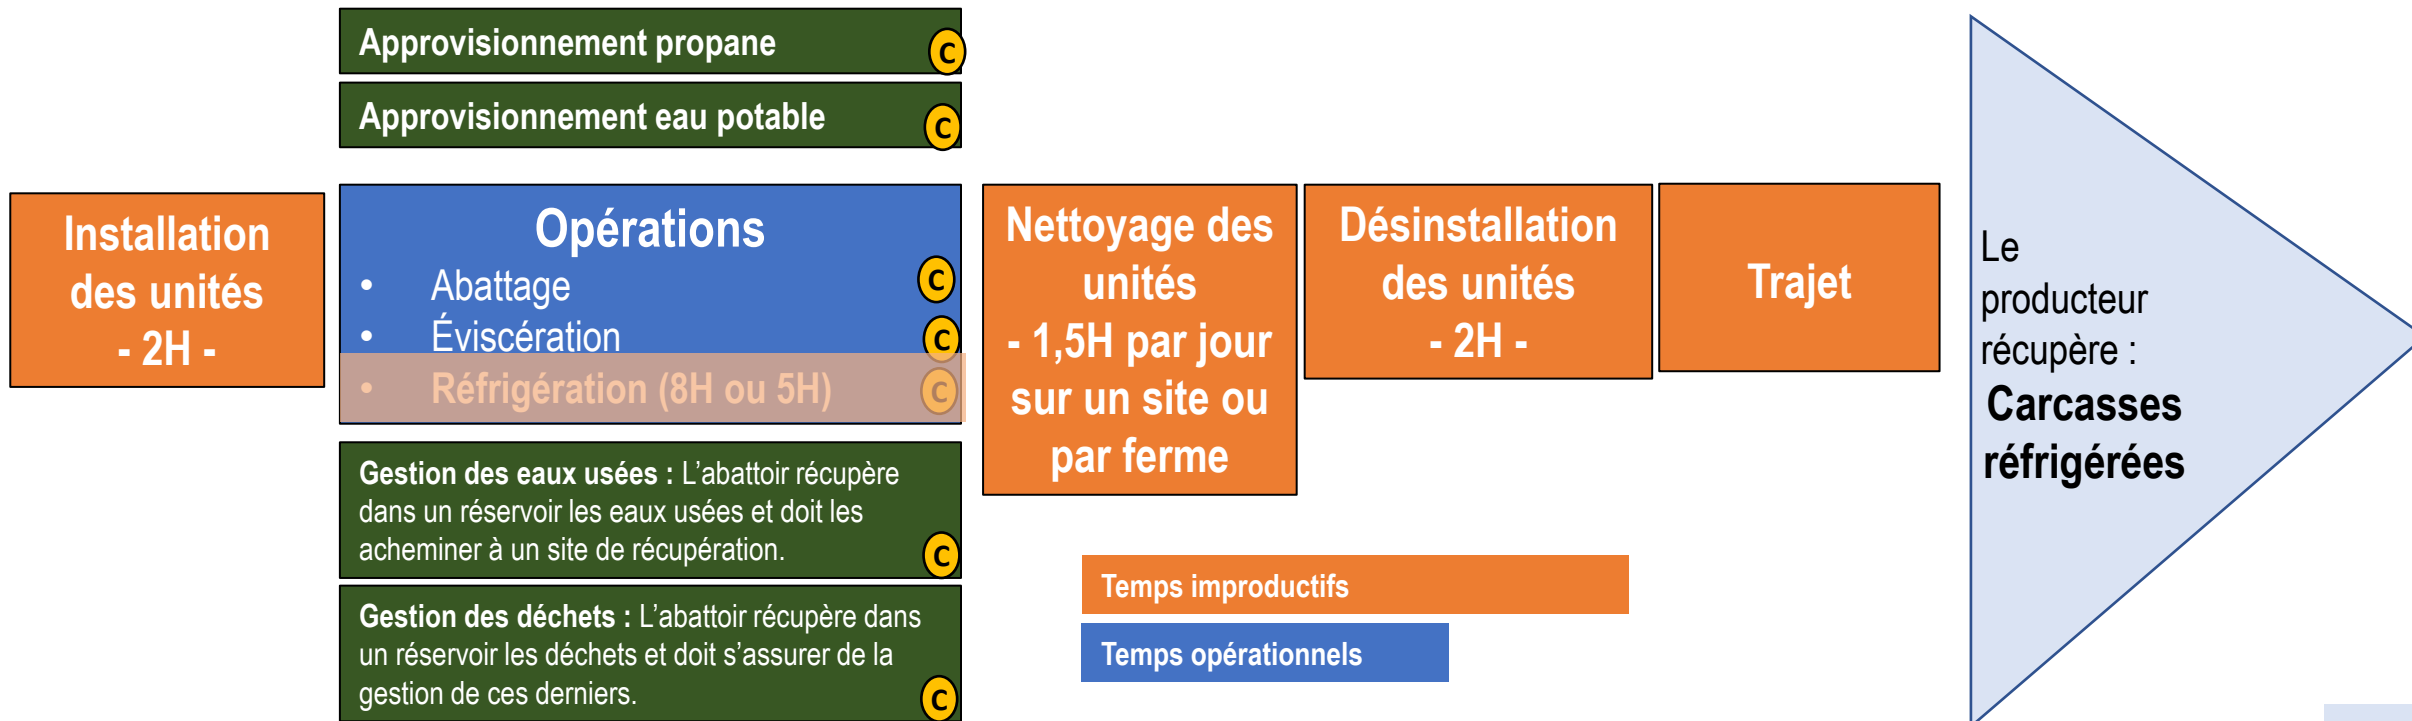 Approvisionnement propane
C
Approvisionnement eau potable
C
Installation
des unités
- 2H -
Opérations
• Abattage
C
• Éviscération
C
• Réfrigération (8H ou 5H)
C
Gestion des eaux usées : L'abattoir récupère
dans un réservoir les eaux usées et doit les
acheminer à un site de récupération.
C
Gestion des déchets : L'abattoir récupère dans
un réservoir les déchets et doit s'assurer de la
gestion de ces derniers.
C
Nettoyage des
unités
- 1,5H par jour
sur un site ou
par ferme
Désinstallation
des unités
- 2H -
Trajet
Temps improductifs
Temps opérationnels
Le
producteur
récupère :
Carcasses
réfrigérées